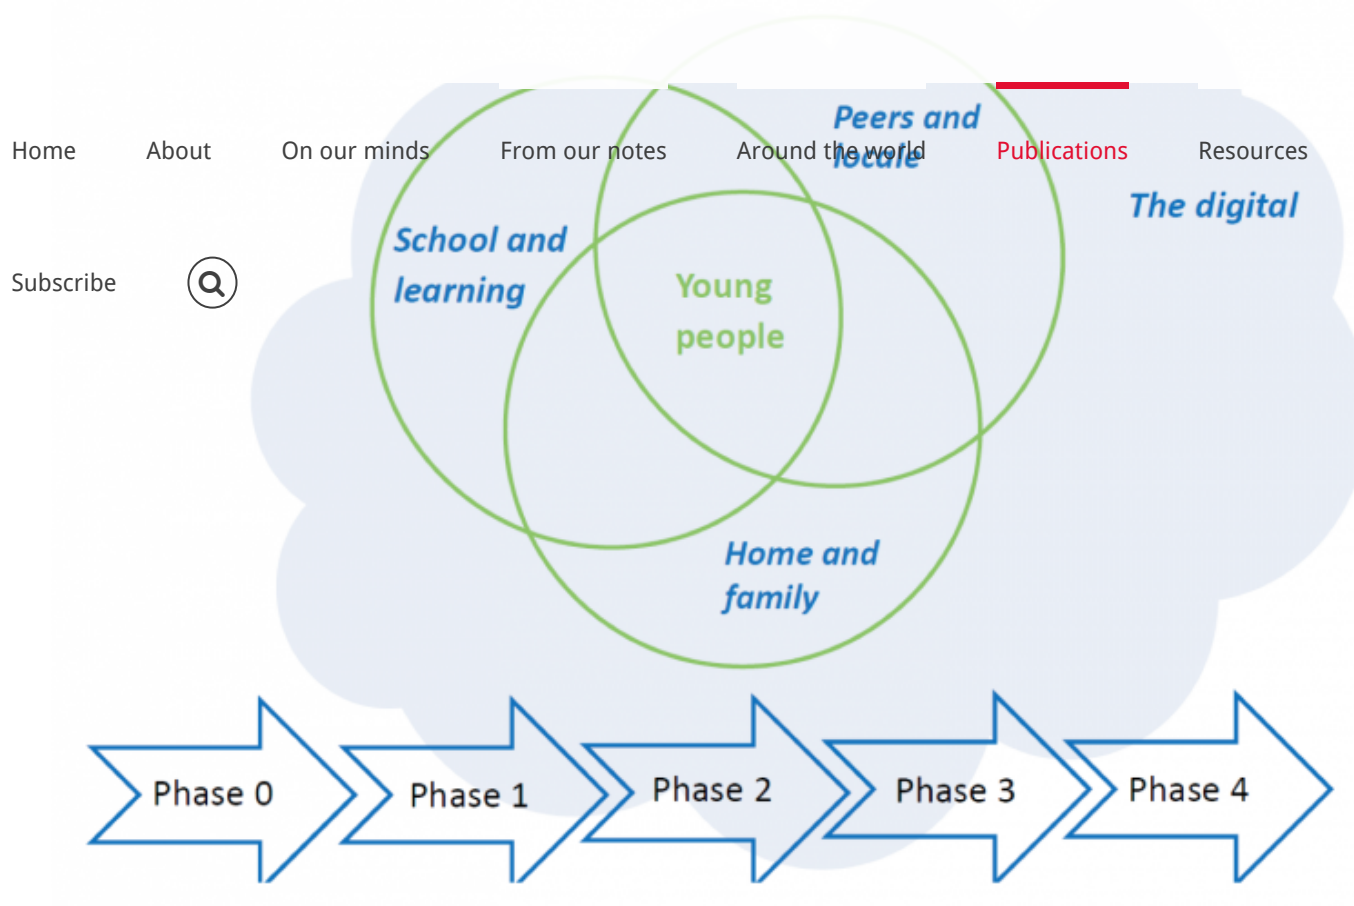 Peers and
Home About On our minds From our notes Around the world Publications Resources
locale
The digital
School and
learning
Subscribe
Young
people
Home and
family
Phase 0 Phase 1 Phase 2 Phase 3 Phase 4